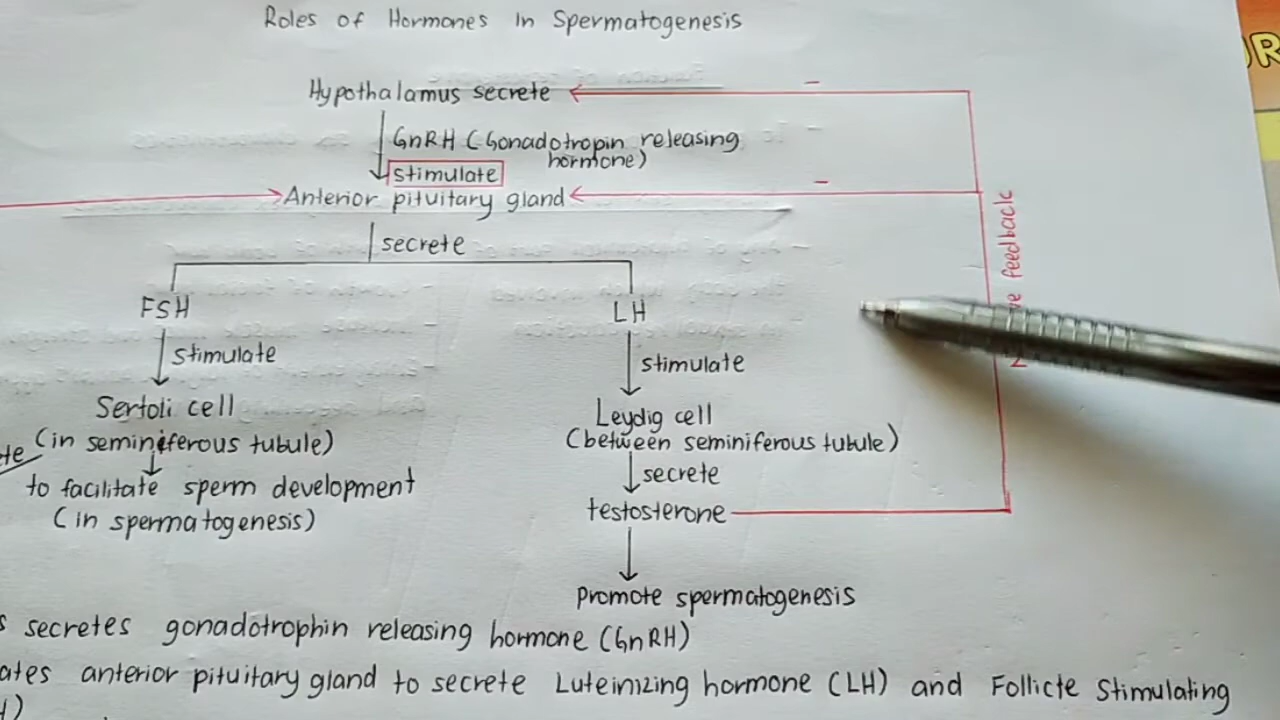 Roles of Hormones in Spermatogenesis
Hypothalamus secrete
GnRH (Gonadotropin releasing
hormone)
stimulate
Anterior pituitary gland
secrete
FSH
LH
stimulate
stimulate
Sertoli cell
(in seminiferous tubule)
to facilitate sperm development
(in spermatogenesis)
Leydig cell
(between seminiferous tubule)
secrete
testosterone
Promote spermatogenesis
-
-
feedback
s secretes gonadotrophin releasing hormone (GnRH)
ates anterior pituitary gland to secrete Luteinizing hormone (LH) and Follicte Stimulating